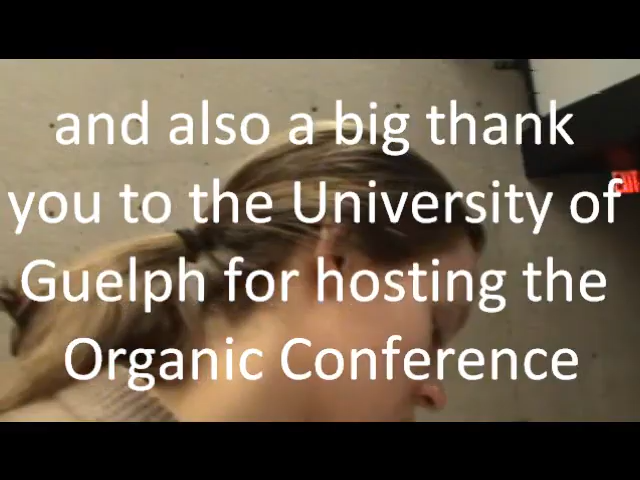 and also a big thank
you to the University of
Guelph for hosting the
Organic Conference